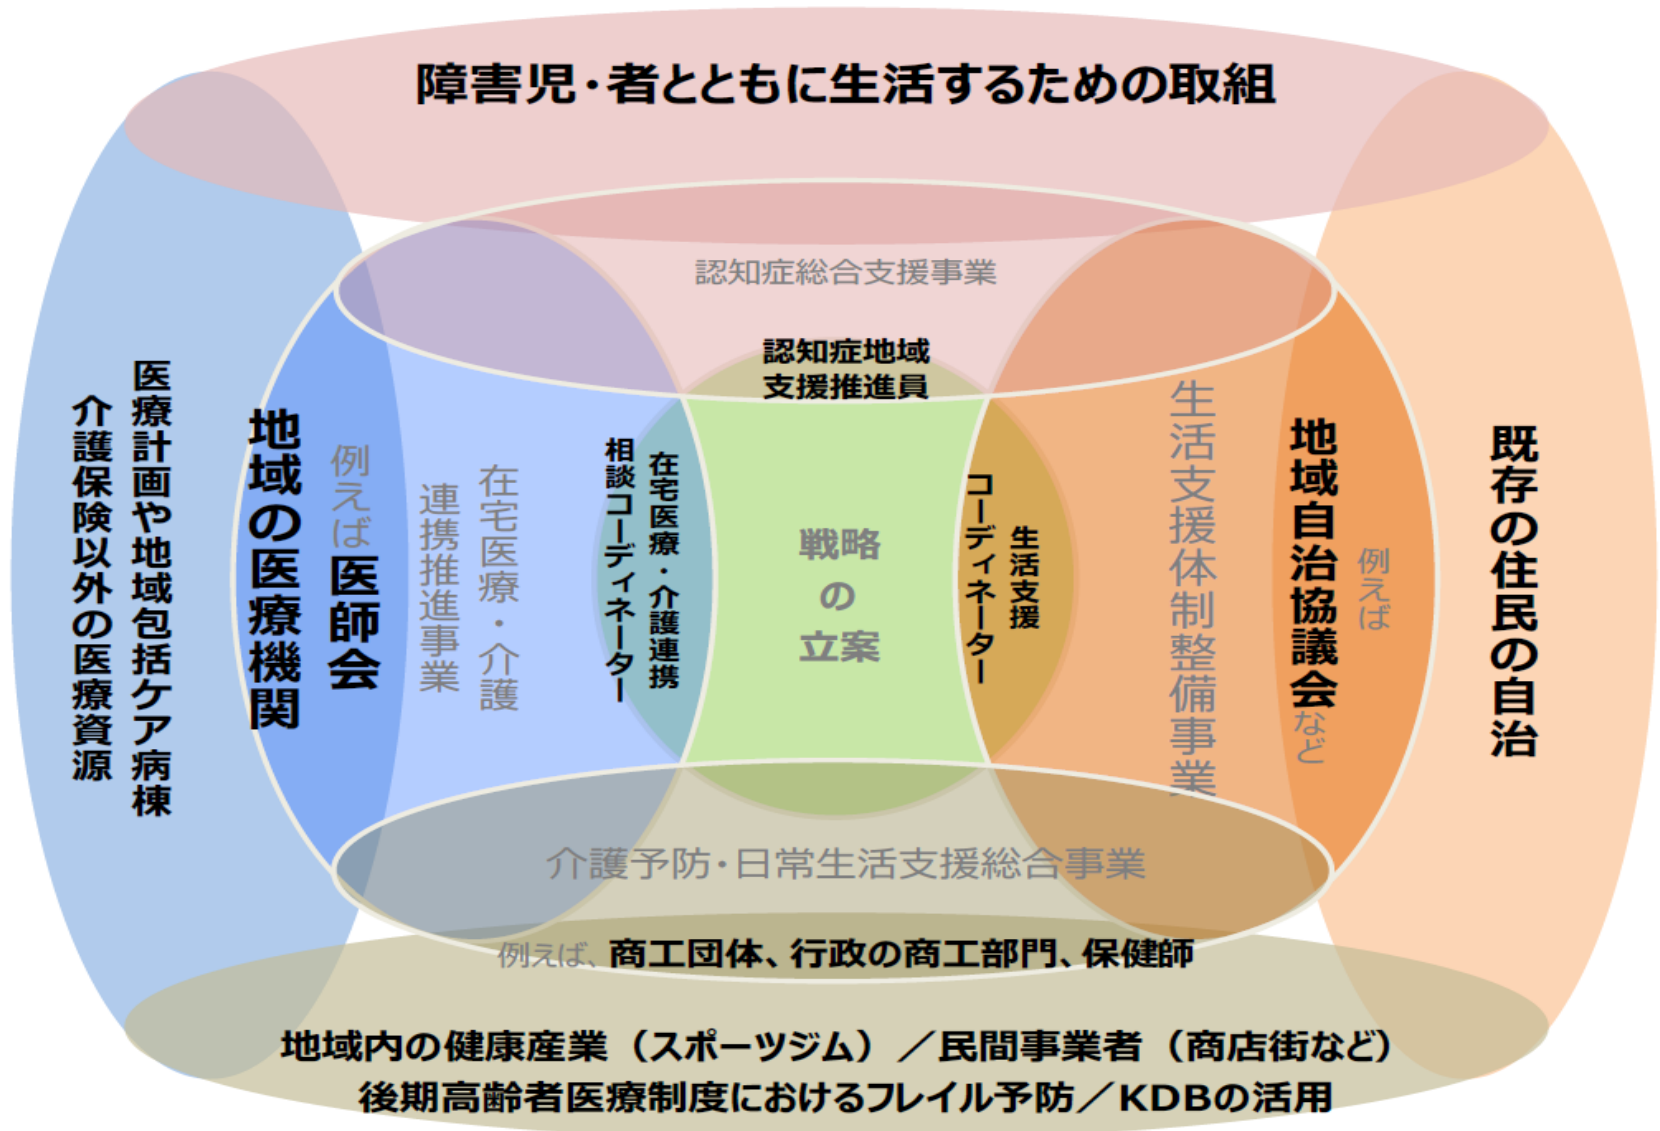 障害児・者とともに生活するための取組
認知症総合支援事業
認知症地域
支援推進員
医療計画や地域包括ケア病棟
介護保険以外の医療資源
地域の医療機関
例えば医師会
在宅医療・介護
連携推進事業
在宅医療・介護連携
相談コーディネーター
戦略
の
立案
生活支援
コーディネーター
生活支援体制整備事業
例えば
地域自治協議会など
既存の住民の自治
介護予防・日常生活支援総合事業
例えば、商工団体、行政の商工部門、保健師
地域内の健康産業（スポーツジム）／民間事業者（商店街など）
後期高齢者医療制度におけるフレイル予防／KDBの活用